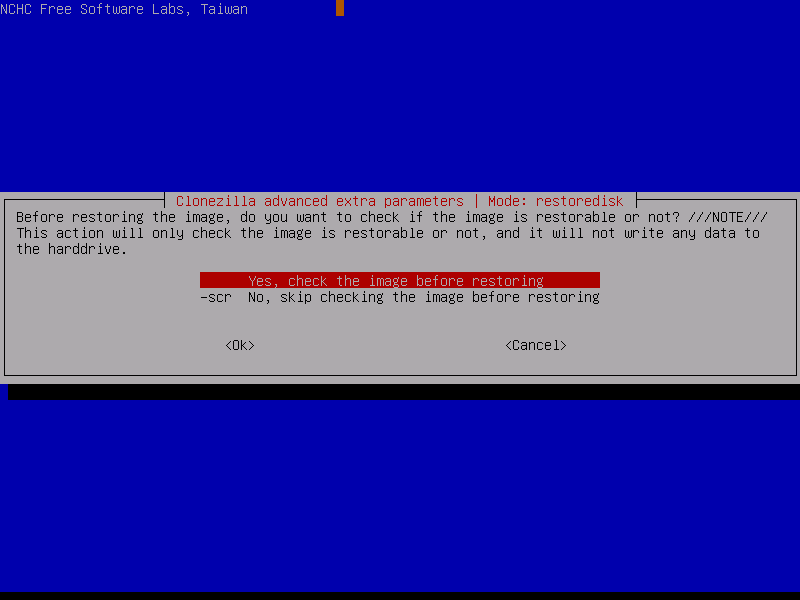 NCHC Free Software Labs, Taiwan
Clonezilla advanced extra parameters | Mode: restoredisk
Before restoring the image, do you want to check if the image is restorable or not? ///NOTE///
This action will only check the image is restorable or not, and it will not write any data to
the harddrive.
Yes, check the image before restoring
-scr  No, skip checking the image before restoring
<Ok> <Cancel>